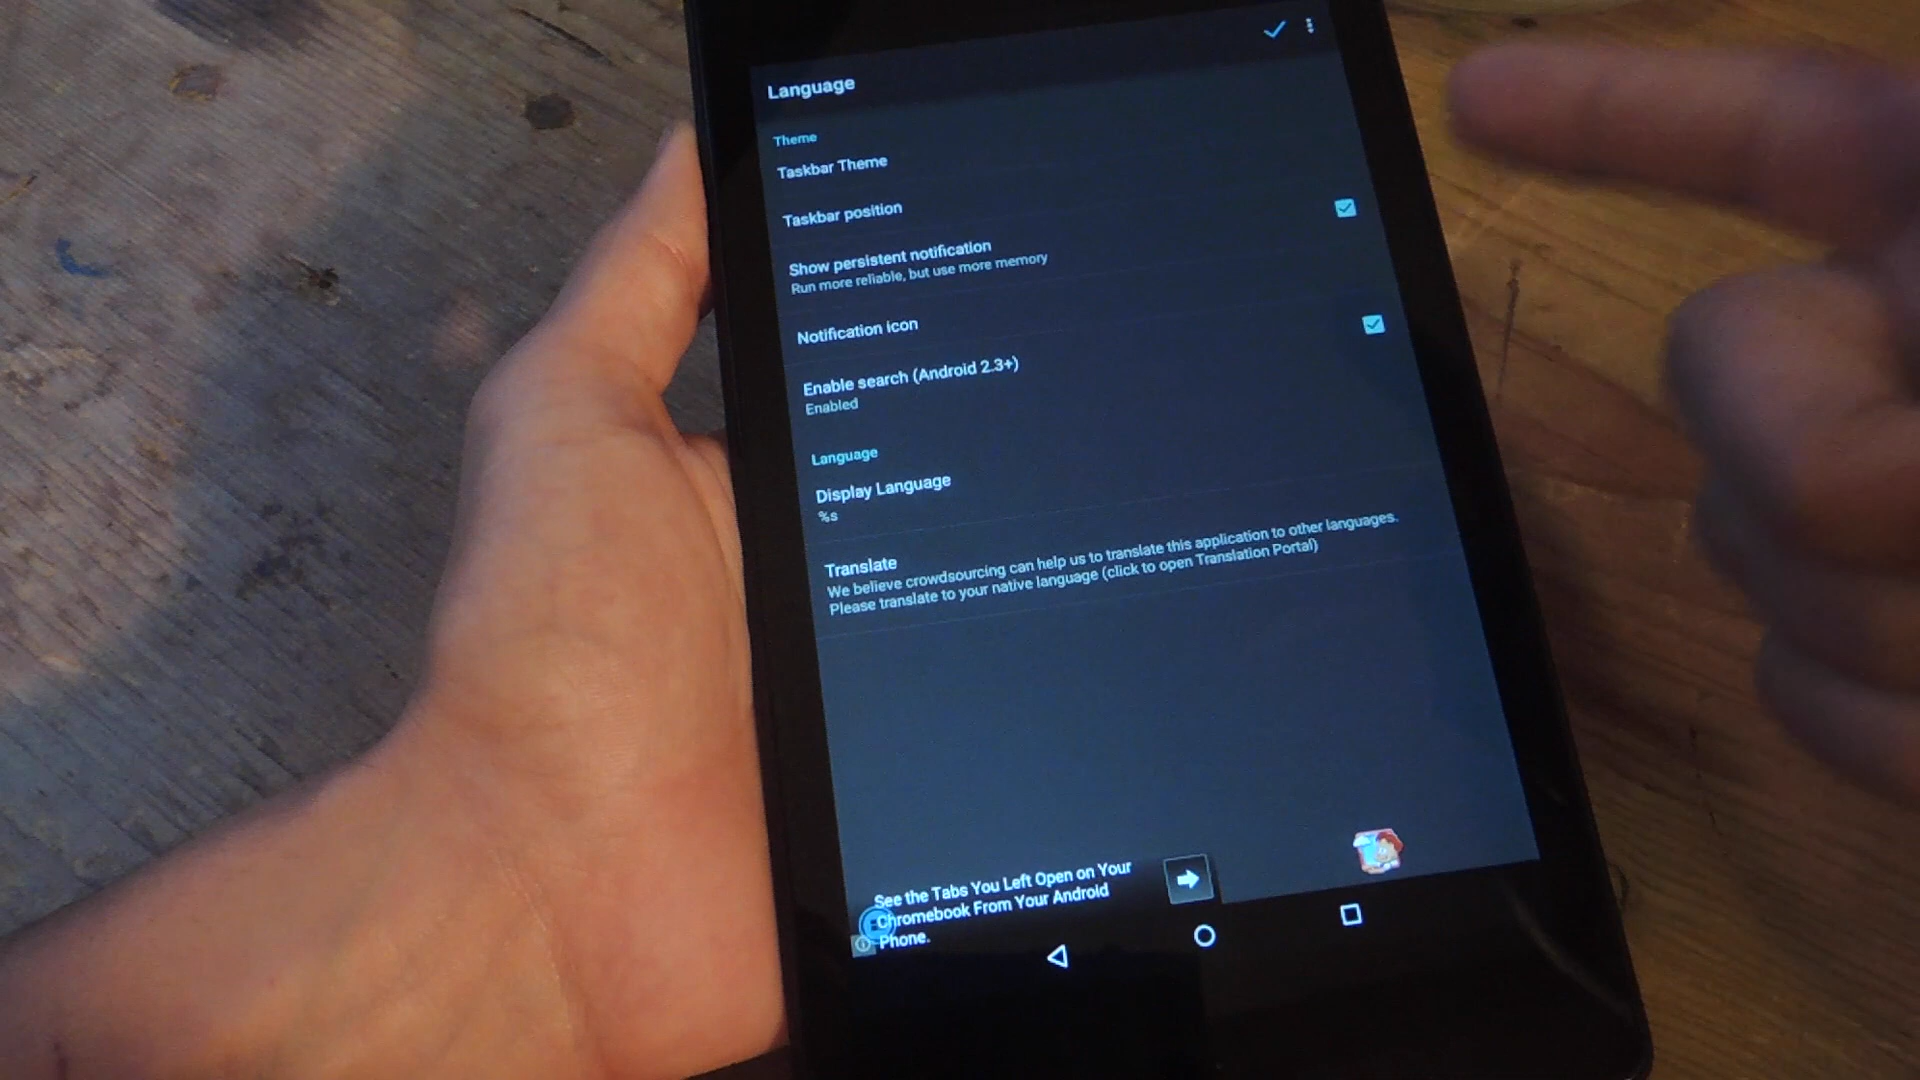 Language
Theme
Taskbar Theme
Taskbar position
Show persistent notification
Run more reliable, but use more memory
Notification icon
Enable search (Android 2.3+)
Enabled
Language
Display Language
%s
Translate
We believe crowdsourcing can help us to translate this application to other languages.
Please translate to your native language (click to open Translation Portal)
See the Tabs You Left Open on Your
Chromebook From Your Android
Phone.